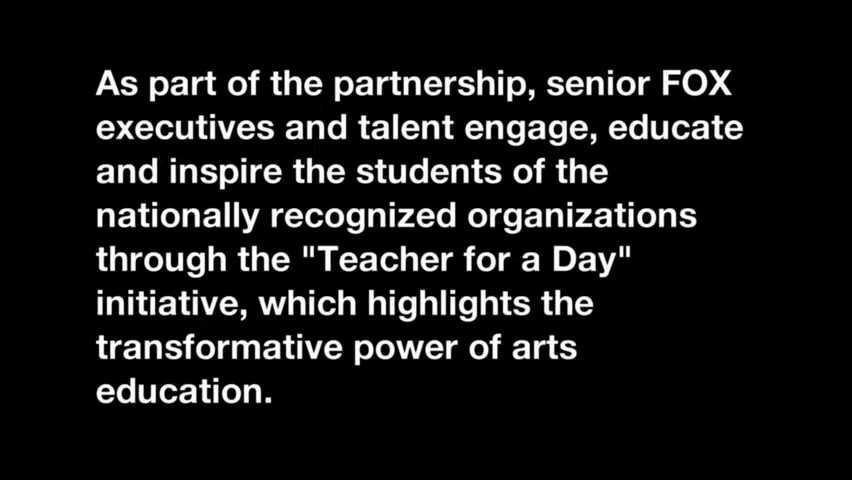 As part of the partnership, senior FOX
executives and talent engage, educate
and inspire the students of the
nationally recognized organizations
through the "Teacher for a Day"
initiative, which highlights the
transformative power of arts
education.